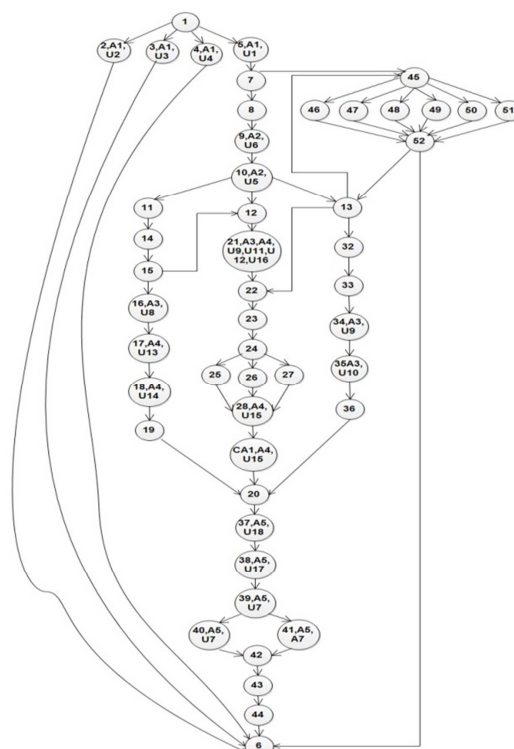 1
2,A1,
U2
3,A1,
U3
4,A1,
U4
5,A1,
U1
7
45
8
46
47
48
49
50
51
9,A2,
U6
52
10,A2,
U5
11
12
13
14
21,A3,A4,
U9,U11,U
12,U16
32
15
22
33
16,A3,
U8
23
34,A3,
U9
17,A4,
U13
24
25
26
27
35A3,
U10
18,A4,
U14
28,A4,
U15
36
19
CA1,A4,
U15
20
37,A5,
U18
38,A5,
U17
39,A5,
U7
40,A5,
U7
41,A5,
A7
42
43
44
6